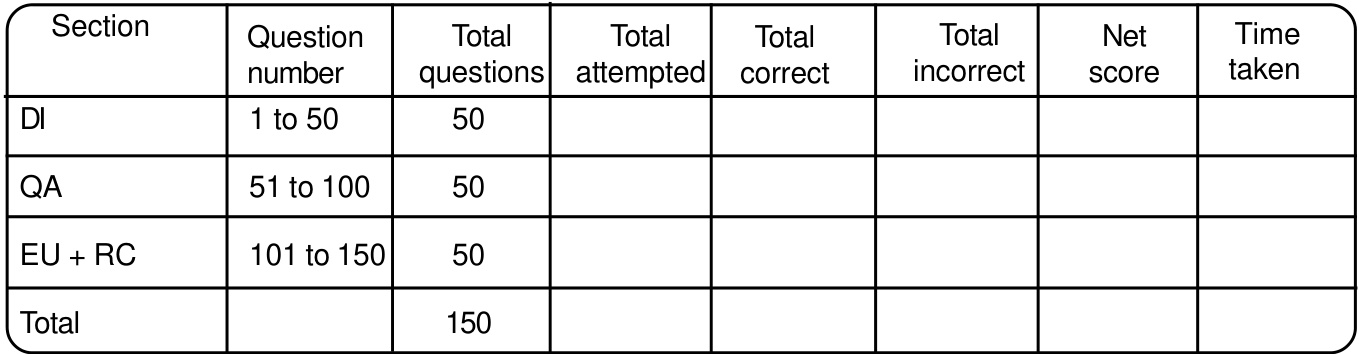 Section Question number Total questions Total attempted Total correct Total incorrect Net score Time taken
DI 1 to 50 50
QA 51 to 100 50
EU + RC 101 to 150 50
Total 150